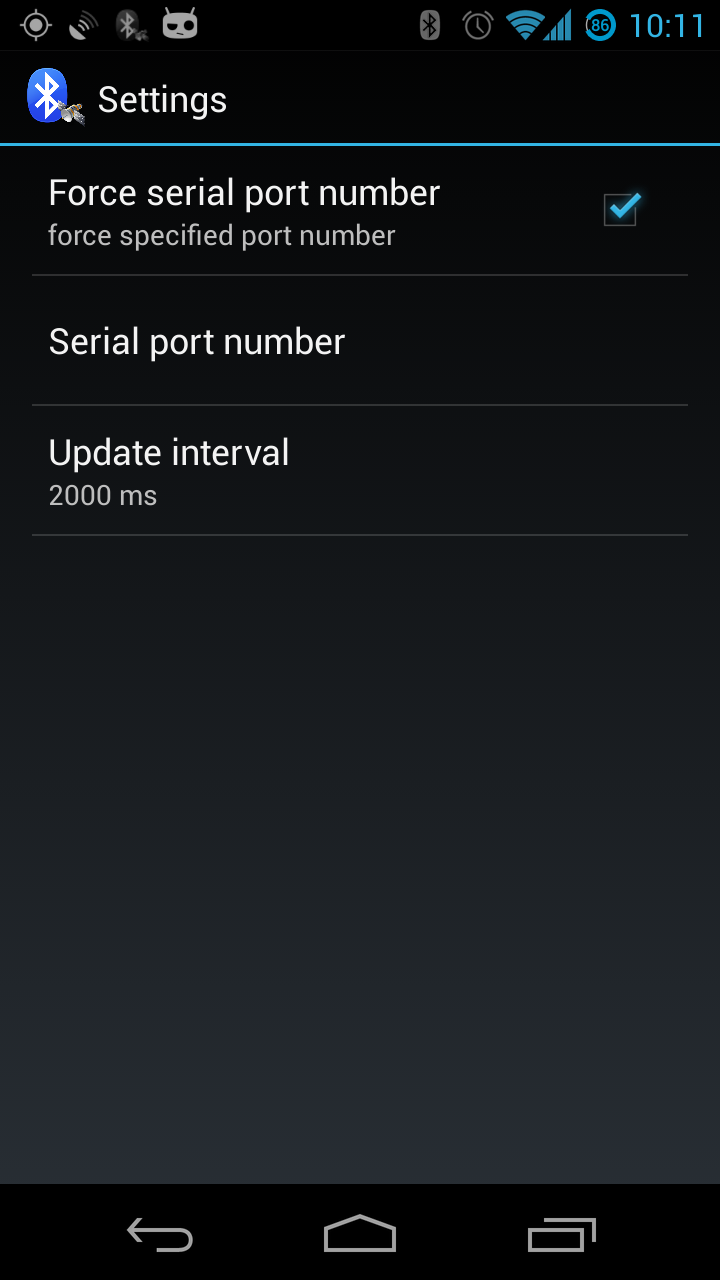 86 10:11
Settings
Force serial port number
force specified port number
Serial port number
Update interval
2000 ms